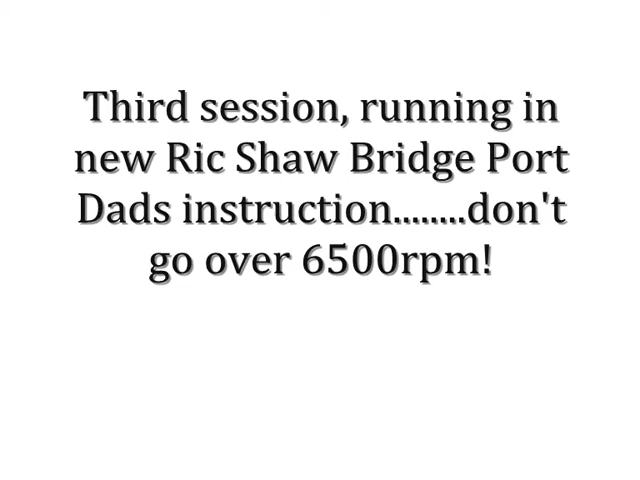 Third session, running in
new Ric Shaw Bridge Port
Dads instruction........don't
go over 6500rpm!